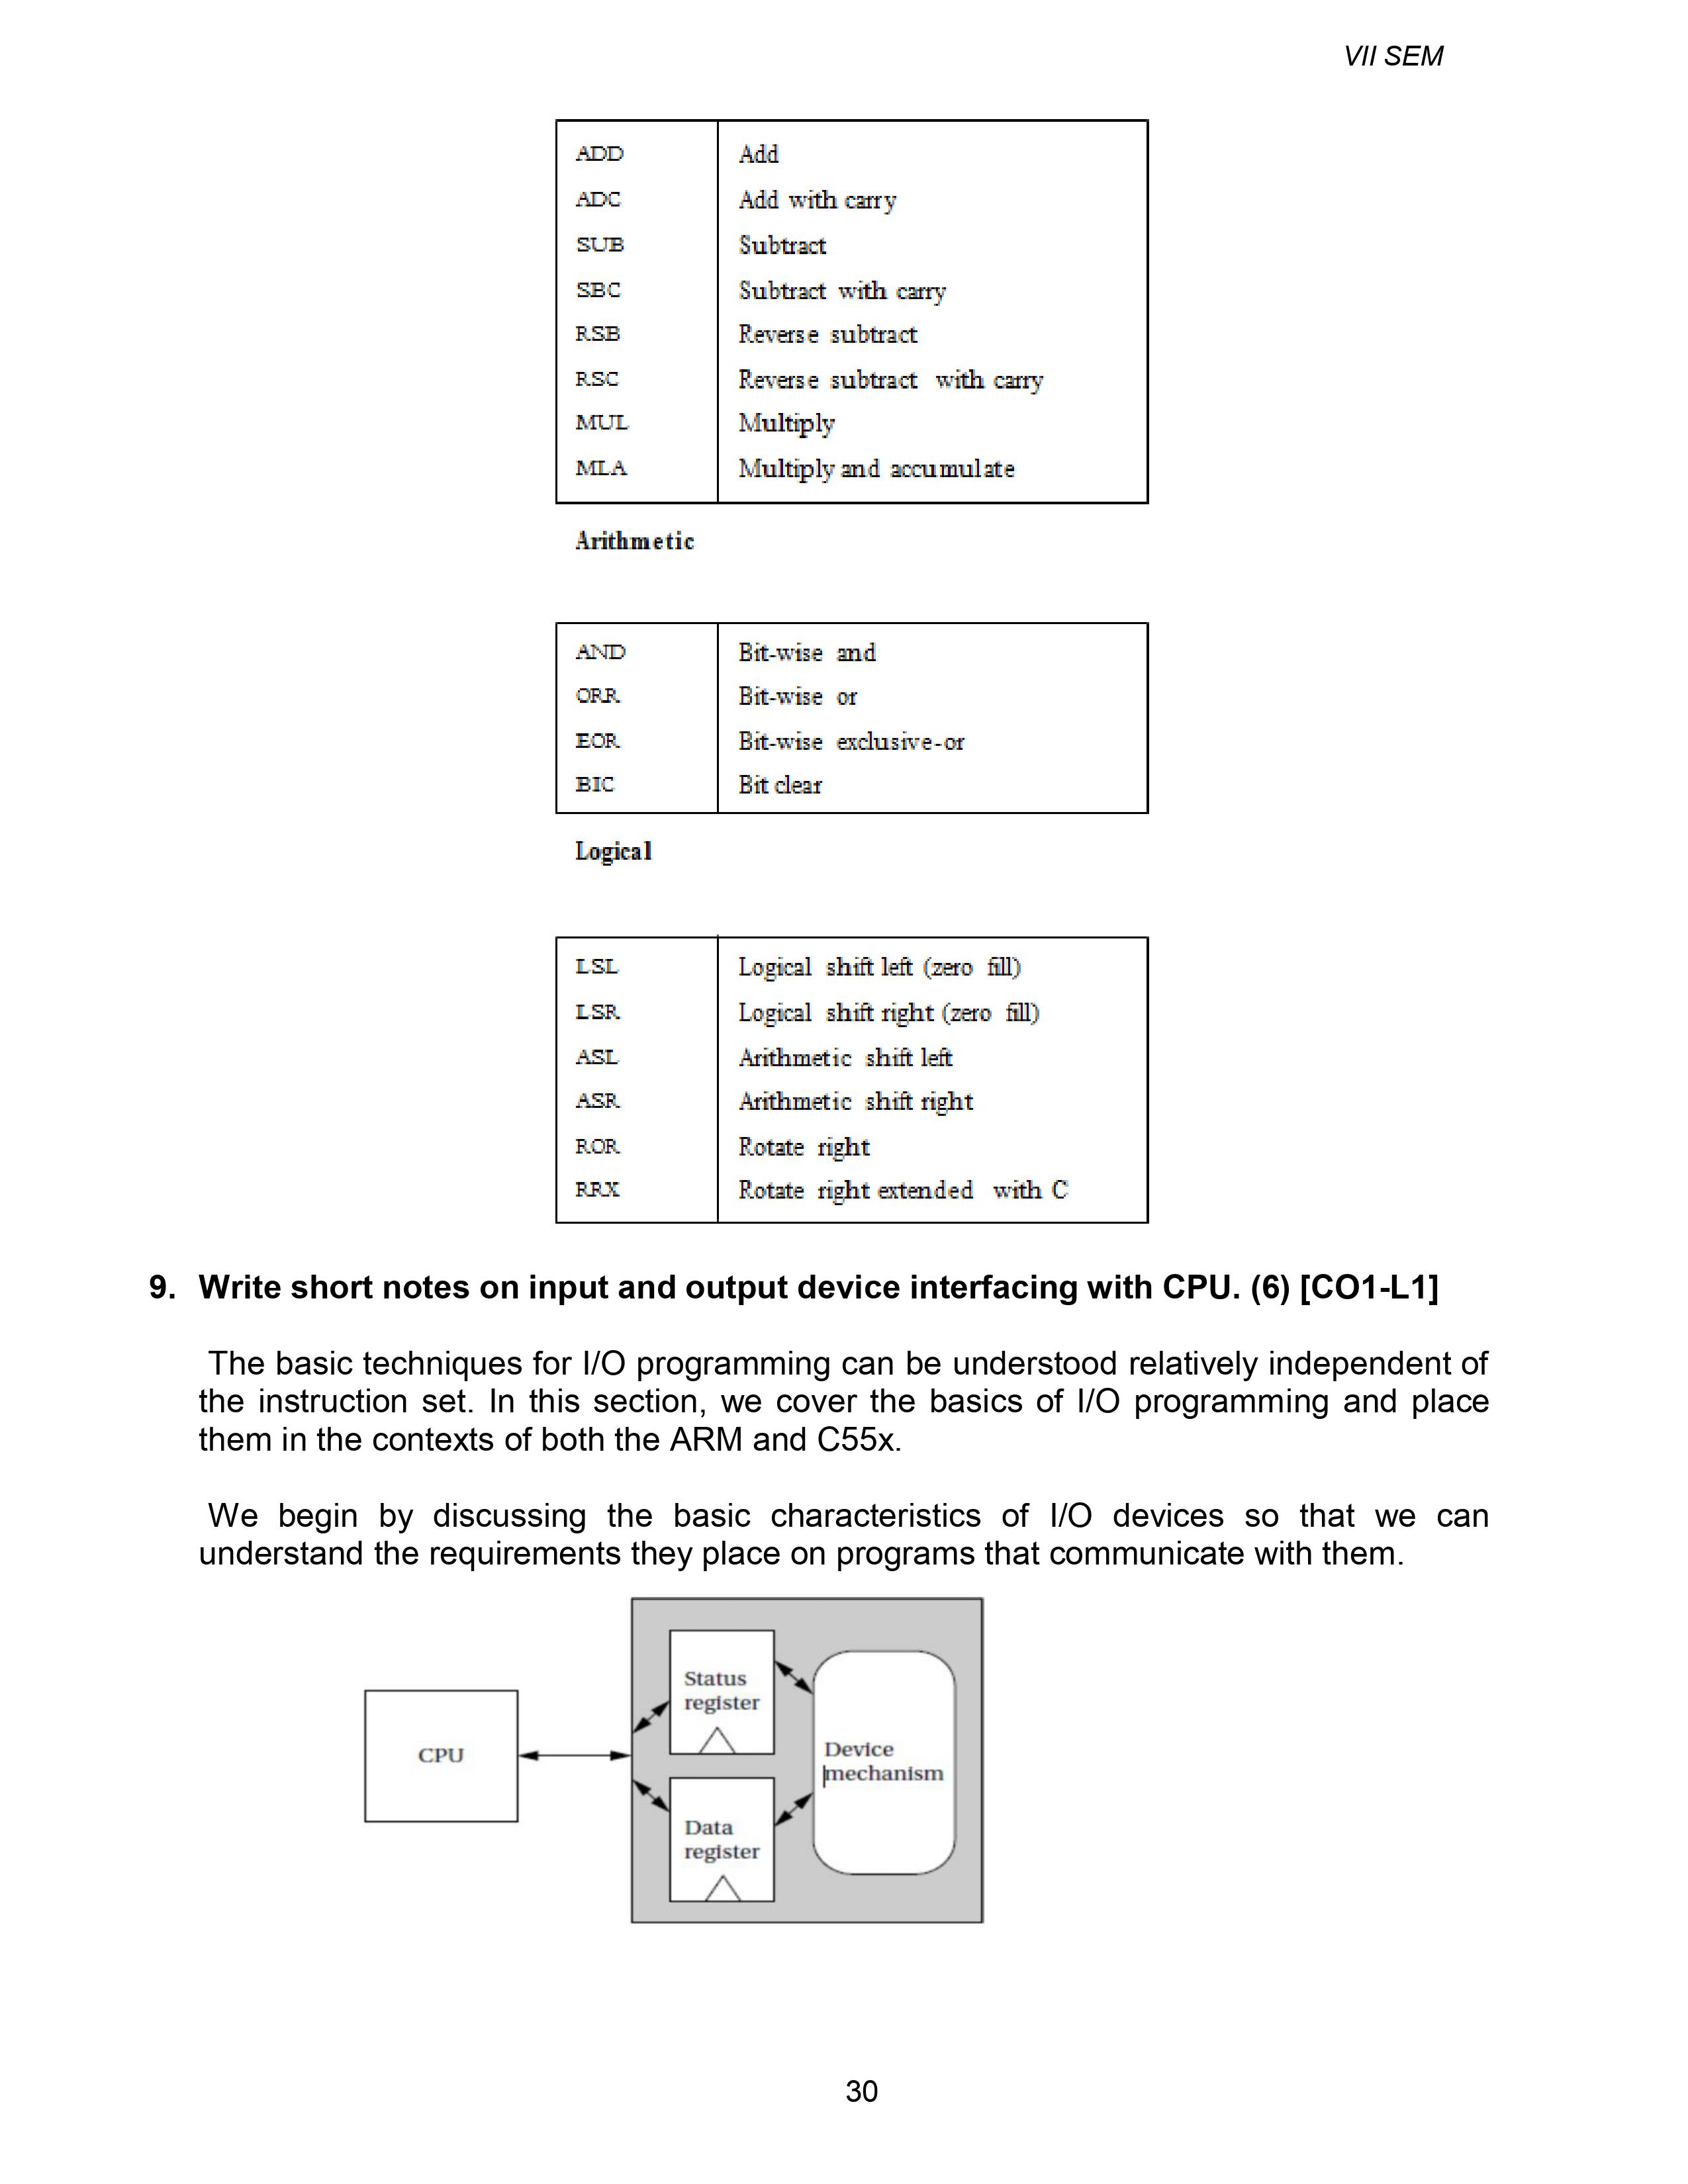 VII SEM
ADD Add
ADC Add with carry
SUB Subtract
SBC Subtract with carry
RSB Reverse subtract
RSC Reverse subtract with carry
MUL Multiply
MLA Multiply and accumulate
Arithmetic
AND Bit-wise and
ORR Bit-wise or
EOR Bit-wise exclusive-or
BIC Bit clear
Logical
LSL Logical shift left (zero fill)
LSR Logical shift right (zero fill)
ASL Arithmetic shift left
ASR Arithmetic shift right
ROR Rotate right
RRX Rotate right extended with C
9. Write short notes on input and output device interfacing with CPU. (6) [CO1-L1]
The basic techniques for I/O programming can be understood relatively independent of
the instruction set. In this section, we cover the basics of I/O programming and place
them in the contexts of both the ARM and C55x.
We begin by discussing the basic characteristics of I/O devices so that we can
understand the requirements they place on programs that communicate with them.
CPU
Status
register
Data
register
Device
mechanism
30